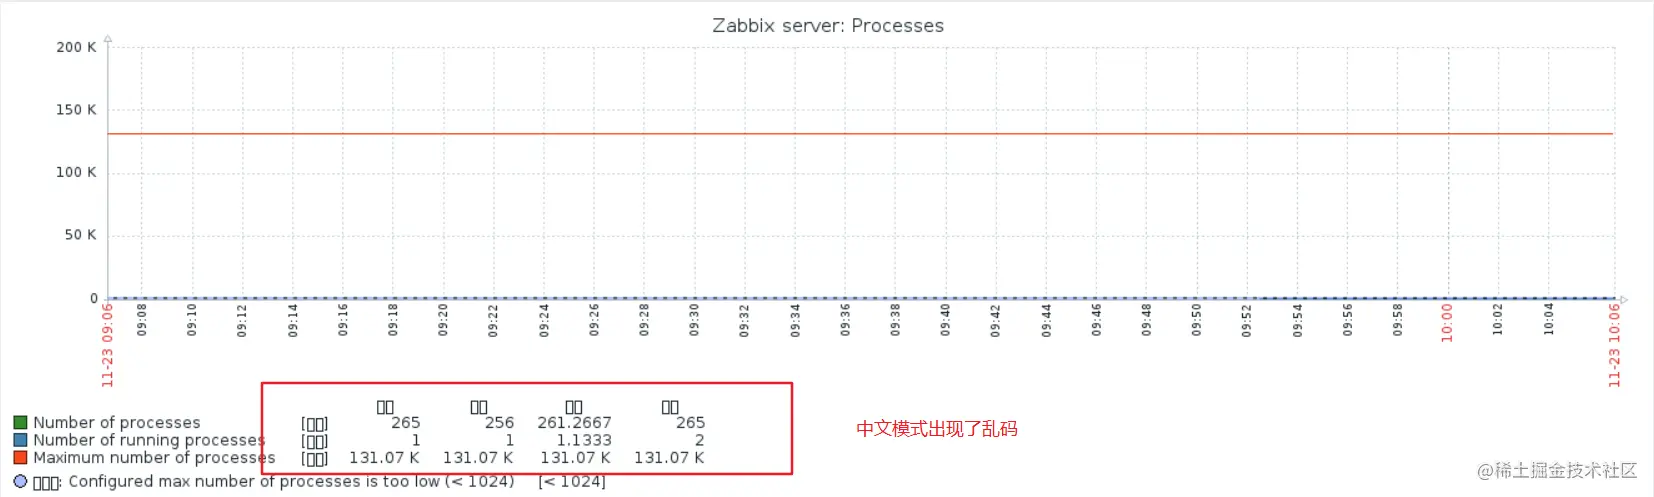 Zabbix server: Processes
200 K
150 K
100 K
50 K
0
11-23 09:06
09:08
09:10
09:12
09:14
09:16
09:18
09:20
09:22
09:24
09:26
09:28
09:30
09:32
09:34
09:36
09:38
09:40
09:42
09:44
09:46
09:48
09:50
09:52
09:54
09:56
09:58
10:00
10:02
10:04
11-23 10:06
▯▯ ▯▯ ▯▯ ▯▯
Number of processes [▯▯] 265 256 261.2667 265
Number of running processes [▯▯] 1 1 1.1333 2
Maximum number of processes [▯▯] 131.07 K 131.07 K 131.07 K 131.07 K
▯▯▯: Configured max number of processes is too low (< 1024) [< 1024]
中文模式出现了乱码
@稀土掘金技术社区